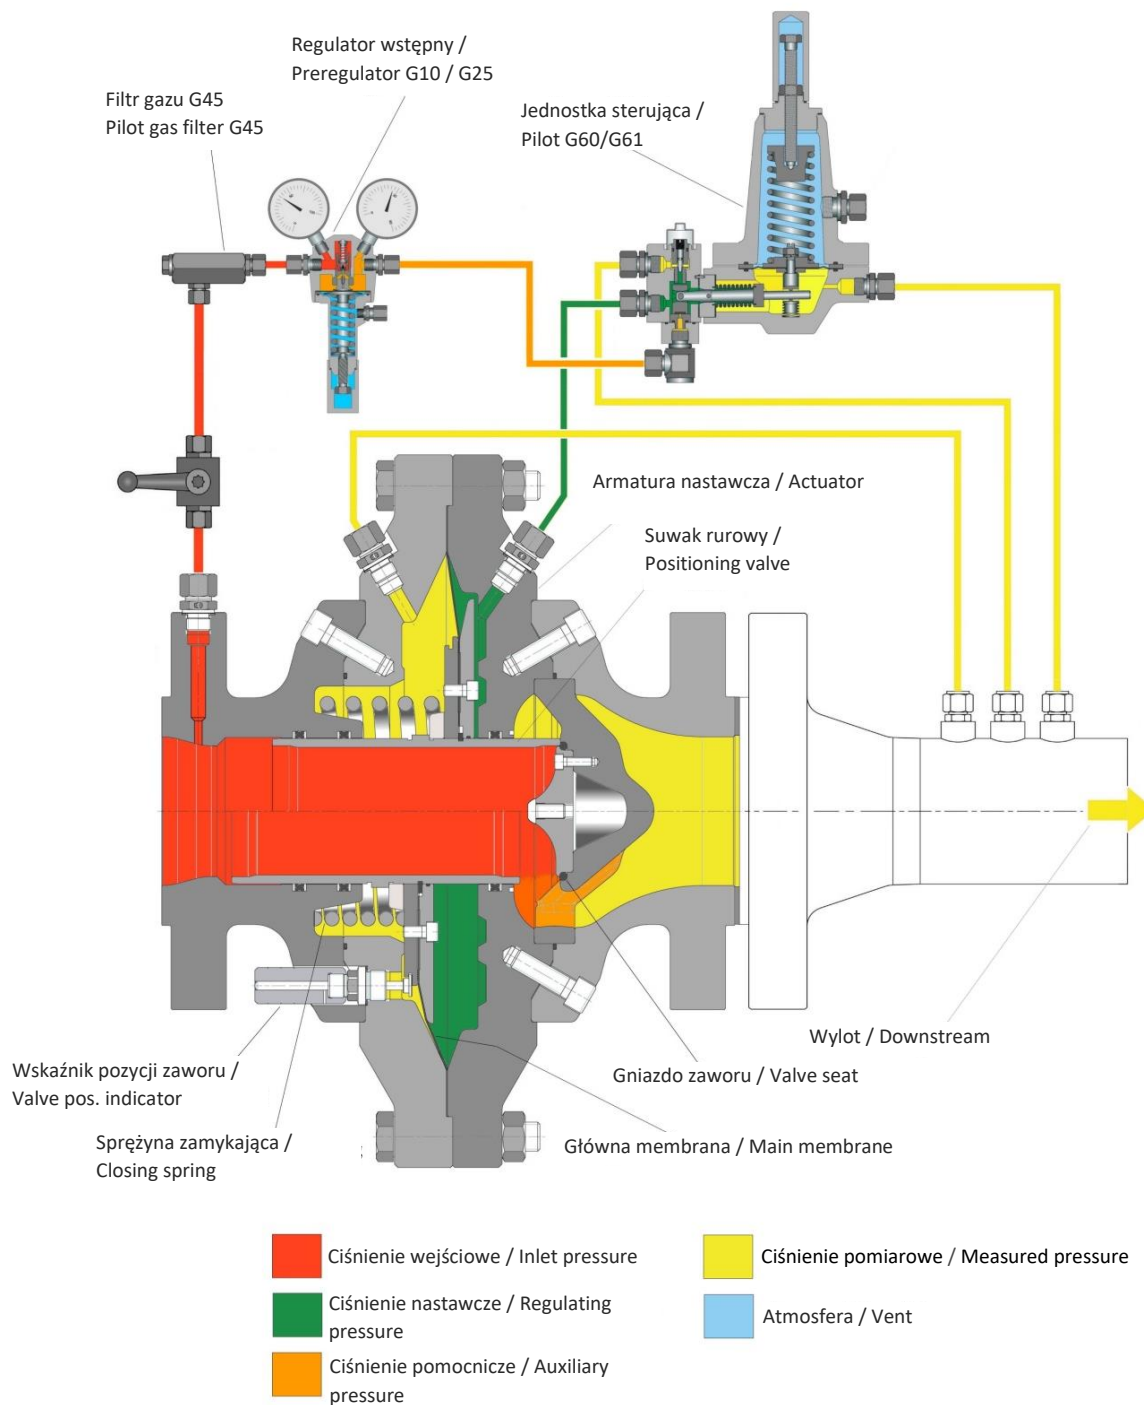 Regulator wstępny /
Preregulator G10 / G25
Filtr gazu G45
Pilot gas filter G45
Jednostka sterująca /
Pilot G60/G61
Armatura nastawcza / Actuator
Suwak rurowy /
Positioning valve
Wylot / Downstream
Wskaźnik pozycji zaworu /
Valve pos. indicator
Gniazdo zaworu / Valve seat
Sprężyna zamykająca /
Closing spring
Główna membrana / Main membrane
Ciśnienie wejściowe / Inlet pressure
Ciśnienie pomiarowe / Measured pressure
Ciśnienie nastawcze / Regulating
pressure
Atmosfera / Vent
Ciśnienie pomocnicze / Auxiliary
pressure